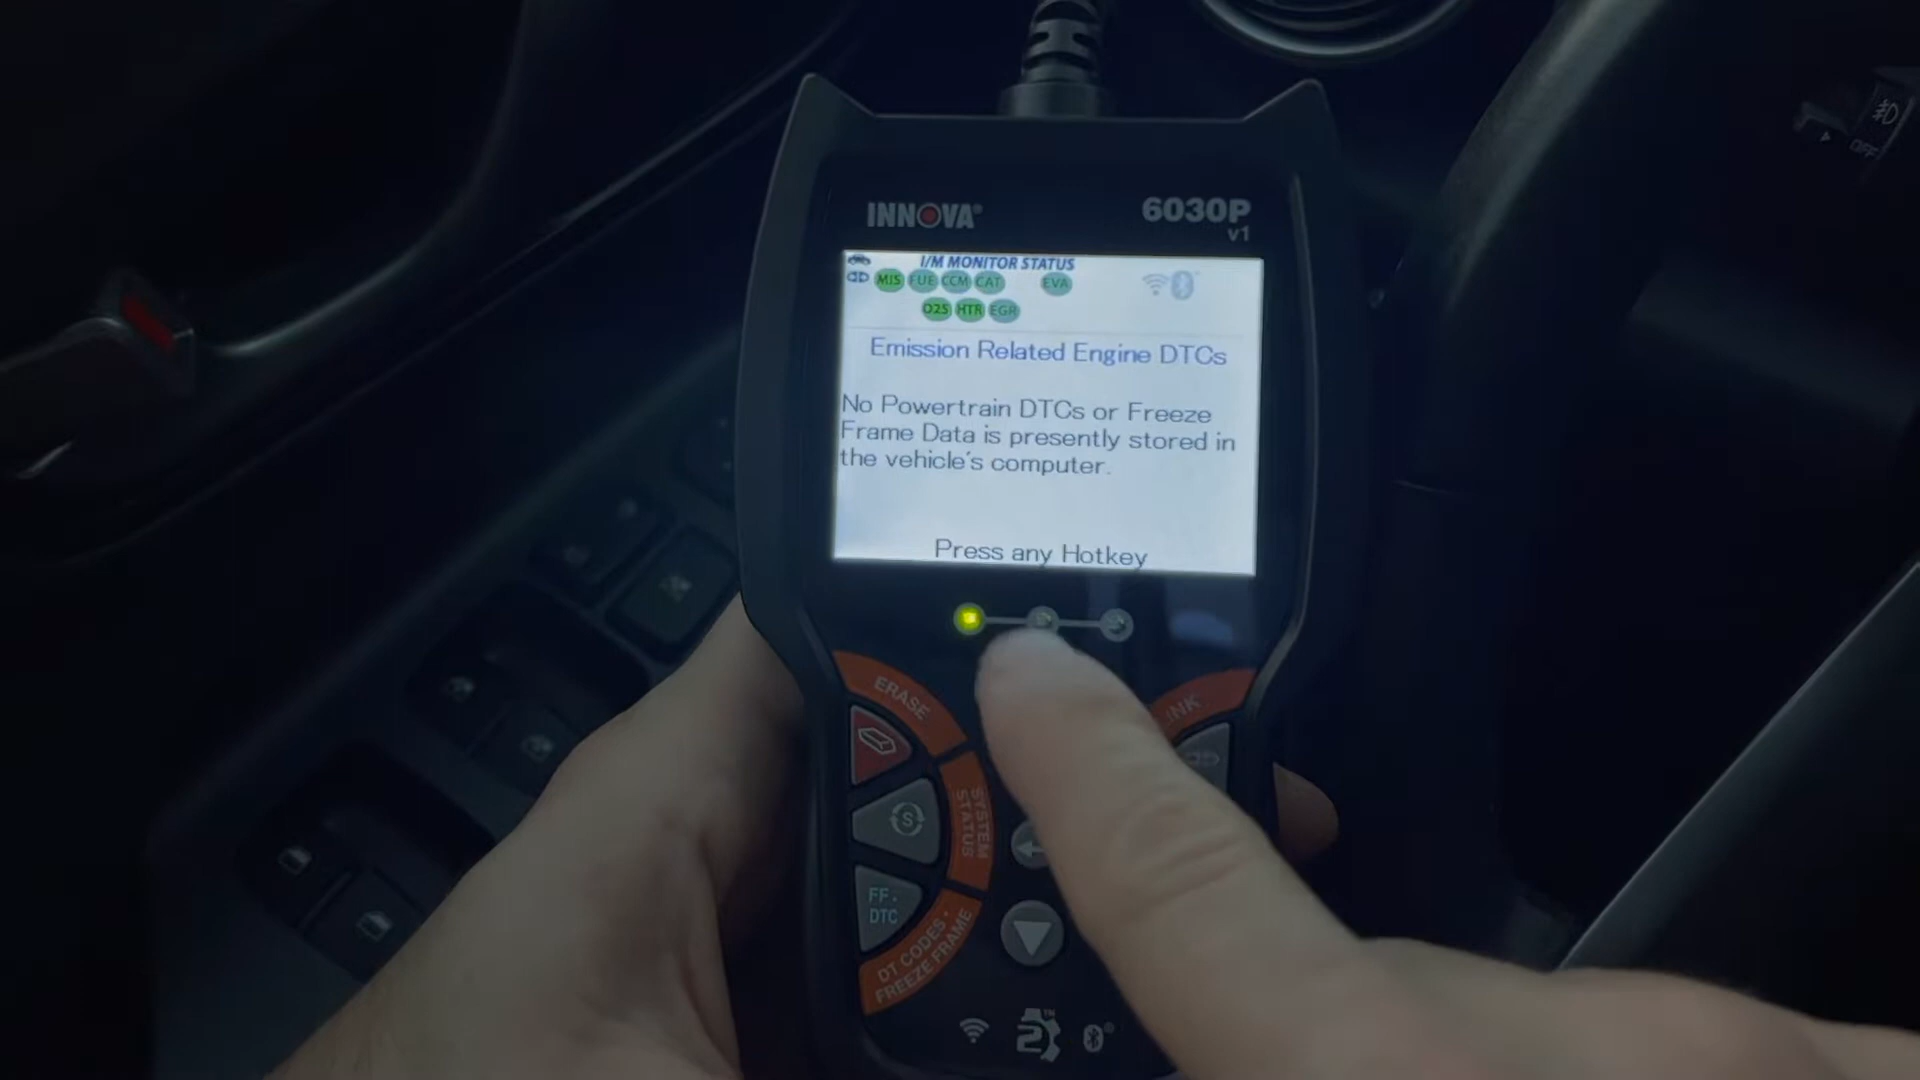 INNOVA®
6030P
v1
I/M MONITOR STATUS
MIS FUE CCM CAT EVA
O2S HTR EGR
Emission Related Engine DTCs
No Powertrain DTCs or Freeze
Frame Data is presently stored in
the vehicle's computer.
Press any Hotkey
ERASE
S
SYSTEM
STATUS
FF.
DTC
DT CODES •
FREEZE FRAME
OFF